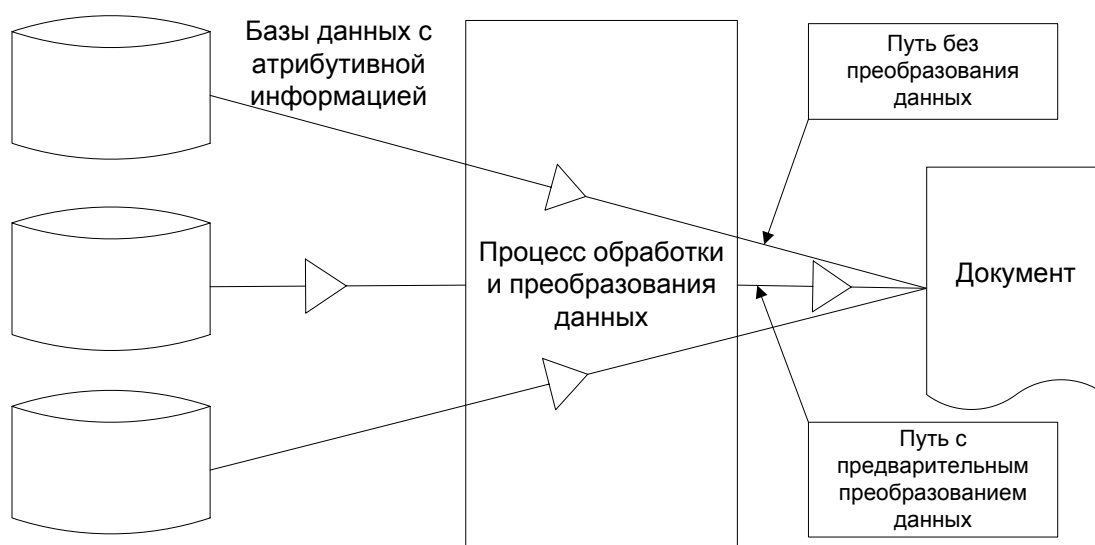 Базы данных с
атрибутивной
информацией
Путь без
преобразования
данных
Процесс обработки
и преобразования
данных
Документ
Путь с
предварительным
преобразованием
данных